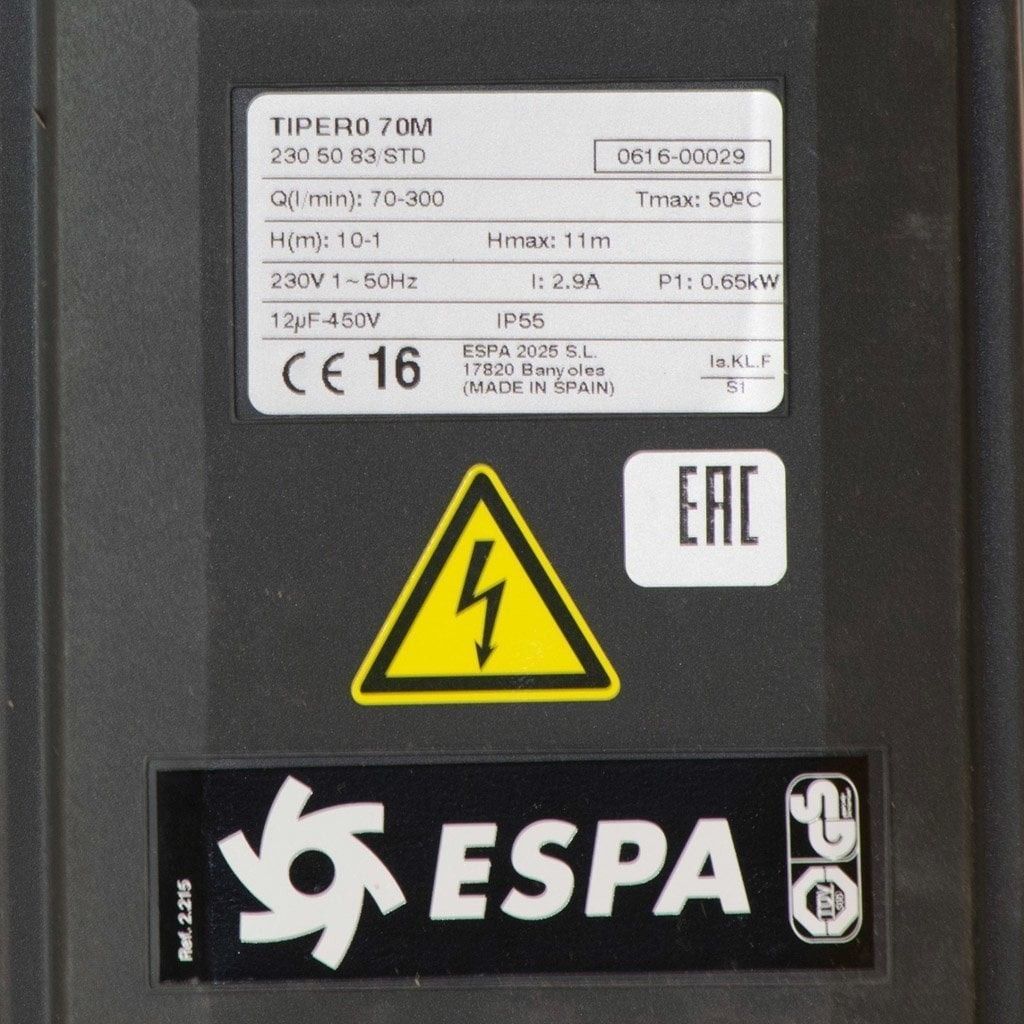 TIPER0 70M
230 50 83/STD
0616-00029
Q(l/min): 70-300 Tmax: 50ºC
H(m): 10-1 Hmax: 11m
230V 1~50Hz I: 2.9A P1: 0.65kW
12µF-450V IP55
CE 16
ESPA 2025 S.L.
17820 Banyoles
(MADE IN SPAIN)
Is.KL.F
S1
EAC
Ref. 2.215
ESPA
GS
TÜV